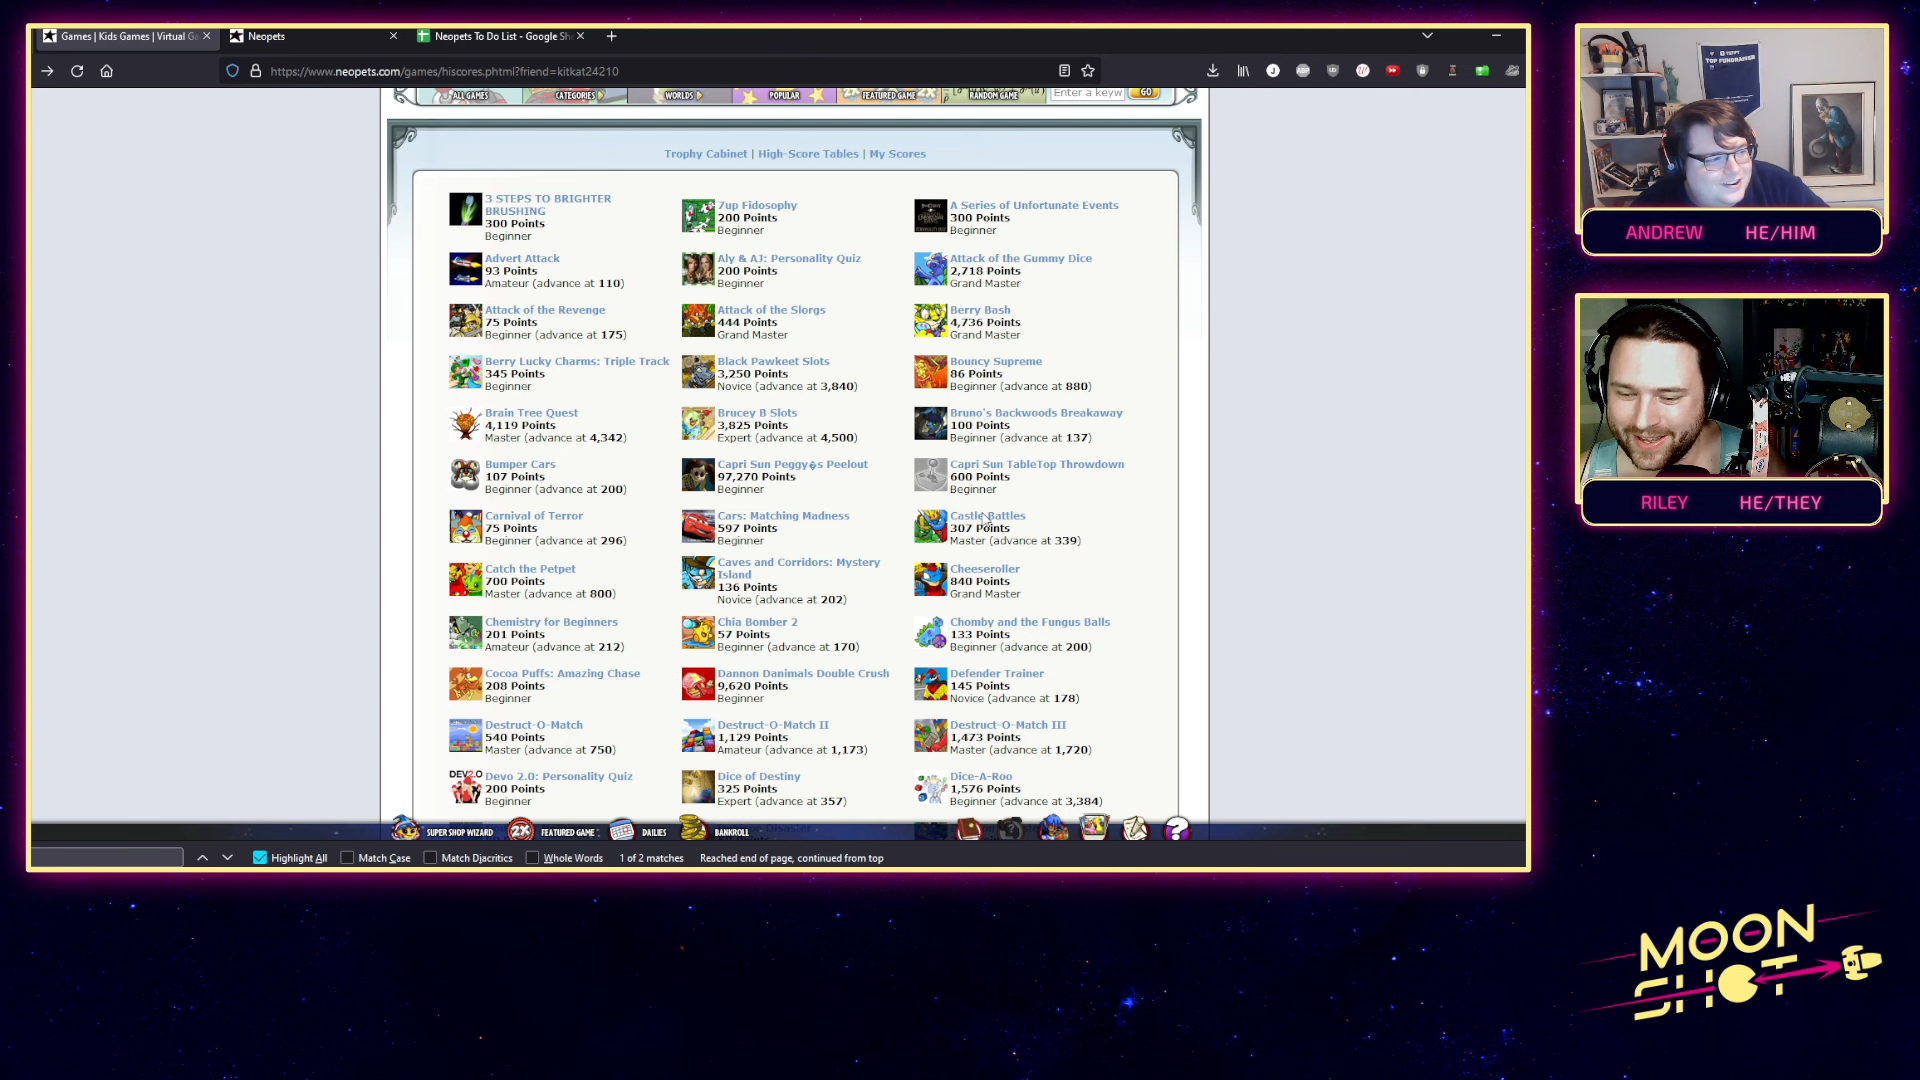 Games | Kids Games | Virtual Ga
Neopets
Neopets To Do List - Google She
https://www.neopets.com/games/hiscores.phtml?friend=kitkat24210
ALL GAMES
CATEGORIES
WORLDS
POPULAR
FEATURED GAME
RANDOM GAME
Enter a keyw
GO
Trophy Cabinet | High-Score Tables | My Scores
3 STEPS TO BRIGHTER
BRUSHING
300 Points
Beginner
7up Fidosophy
200 Points
Beginner
A Series of Unfortunate Events
300 Points
Beginner
Advert Attack
93 Points
Amateur (advance at 110)
Aly & AJ: Personality Quiz
200 Points
Beginner
Attack of the Gummy Dice
2,718 Points
Grand Master
Attack of the Revenge
75 Points
Beginner (advance at 175)
Attack of the Slorgs
444 Points
Grand Master
Berry Bash
4,736 Points
Grand Master
Berry Lucky Charms: Triple Track
345 Points
Beginner
Black Pawkeet Slots
3,250 Points
Novice (advance at 3,840)
Bouncy Supreme
86 Points
Beginner (advance at 880)
Brain Tree Quest
4,119 Points
Master (advance at 4,342)
Brucey B Slots
3,825 Points
Expert (advance at 4,500)
Bruno's Backwoods Breakaway
100 Points
Beginner (advance at 137)
Bumper Cars
107 Points
Beginner (advance at 200)
Capri Sun Peggy�s Peelout
97,270 Points
Beginner
Capri Sun TableTop Throwdown
600 Points
Beginner
Carnival of Terror
75 Points
Beginner (advance at 296)
Cars: Matching Madness
597 Points
Beginner
Castle Battles
307 Points
Master (advance at 339)
Catch the Petpet
700 Points
Master (advance at 800)
Caves and Corridors: Mystery
Island
136 Points
Novice (advance at 202)
Cheeseroller
840 Points
Grand Master
Chemistry for Beginners
201 Points
Amateur (advance at 212)
Chia Bomber 2
57 Points
Beginner (advance at 170)
Chomby and the Fungus Balls
133 Points
Beginner (advance at 200)
Cocoa Puffs: Amazing Chase
208 Points
Beginner
Dannon Danimals Double Crush
9,620 Points
Beginner
Defender Trainer
145 Points
Novice (advance at 178)
Destruct-O-Match
540 Points
Master (advance at 750)
Destruct-O-Match II
1,129 Points
Amateur (advance at 1,173)
Destruct-O-Match III
1,473 Points
Master (advance at 1,720)
DEV2.O
Devo 2.0: Personality Quiz
200 Points
Beginner
Dice of Destiny
325 Points
Expert (advance at 357)
Dice-A-Roo
1,576 Points
Beginner (advance at 3,384)
SUPER SHOP WIZARD
2X
FEATURED GAME
DAILIES
BANKROLL
Highlight All
Match Case
Match Diacritics
Whole Words
1 of 2 matches
Reached end of page, continued from top
TOP FUNDRAISER
ANDREW HE/HIM
RILEY HE/THEY
MOON
SHOT